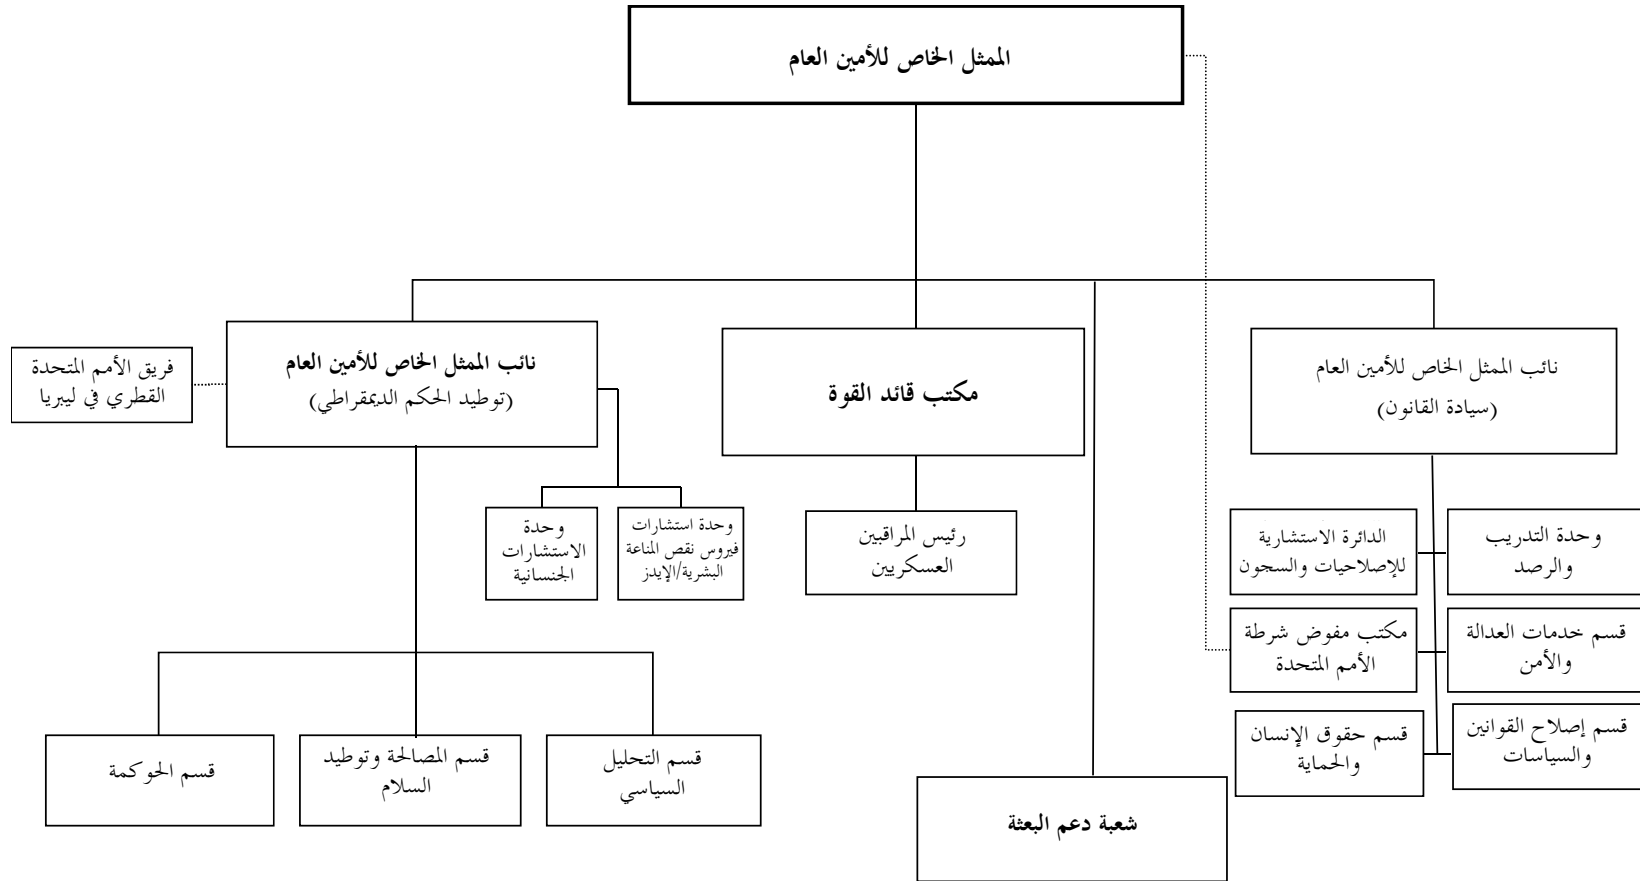 الممثل الخاص للأمين العام
نائب الممثل الخاص للأمين العام
(سيادة القانون)
مكتب قائد القوة
نائب الممثل الخاص للأمين العام
(توطيد الحكم الديمقراطي)
فريق الأمم المتحدة
القطري في ليبريا
وحدة التدريب
والرصد
الدائرة الاستشارية
للإصلاحيات والسجون
رئيس المراقبين
العسكريين
وحدة استشارات
فيروس نقص المناعة
البشرية/الإيدز
وحدة
الاستشارات
الجنسانية
قسم خدمات العدالة
والأمن
مكتب مفوض شرطة
الأمم المتحدة
قسم إصلاح القوانين
والسياسات
قسم حقوق الإنسان
والحماية
قسم التحليل
السياسي
قسم المصالحة وتوطيد
السلام
قسم الحوكمة
شعبة دعم البعثة